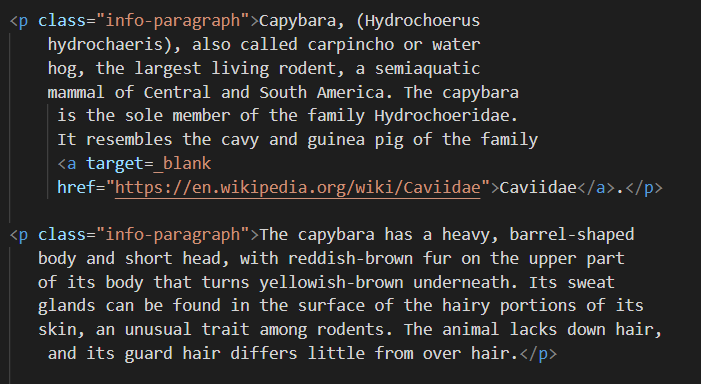 <p class="info-paragraph">Capybara, (Hydrochoerus
hydrochaeris), also called carpincho or water
hog, the largest living rodent, a semiaquatic
mammal of Central and South America. The capybara
is the sole member of the family Hydrochoeridae.
It resembles the cavy and guinea pig of the family
<a target=_blank
href="https://en.wikipedia.org/wiki/Caviidae">Caviidae</a>.</p>
<p class="info-paragraph">The capybara has a heavy, barrel-shaped
body and short head, with reddish-brown fur on the upper part
of its body that turns yellowish-brown underneath. Its sweat
glands can be found in the surface of the hairy portions of its
skin, an unusual trait among rodents. The animal lacks down hair,
and its guard hair differs little from over hair.</p>